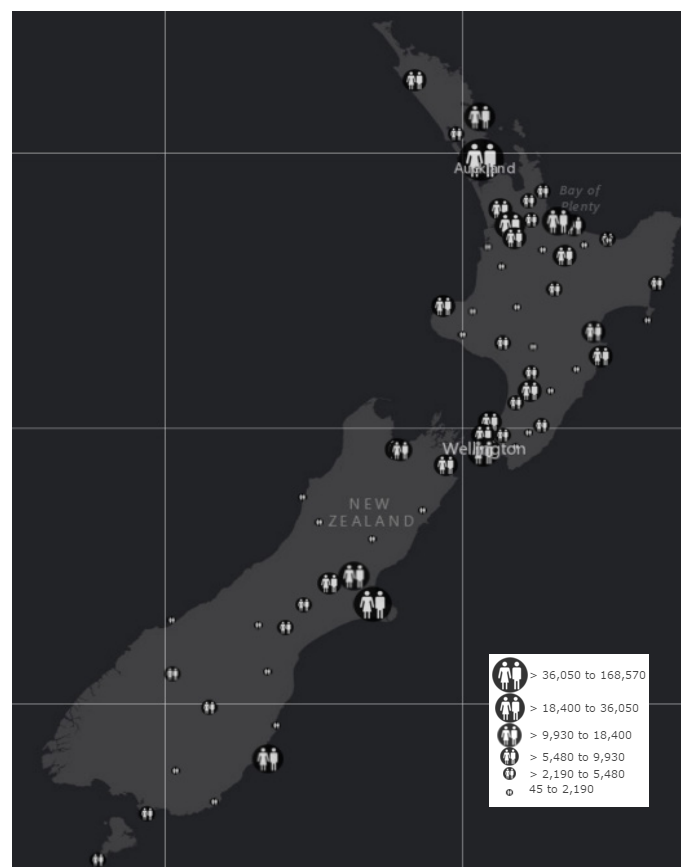 Auckland
Bay of
Plenty
Wellington
NEW
ZEALAND
> 36,050 to 168,570
> 18,400 to 36,050
> 9,930 to 18,400
> 5,480 to 9,930
> 2,190 to 5,480
45 to 2,190